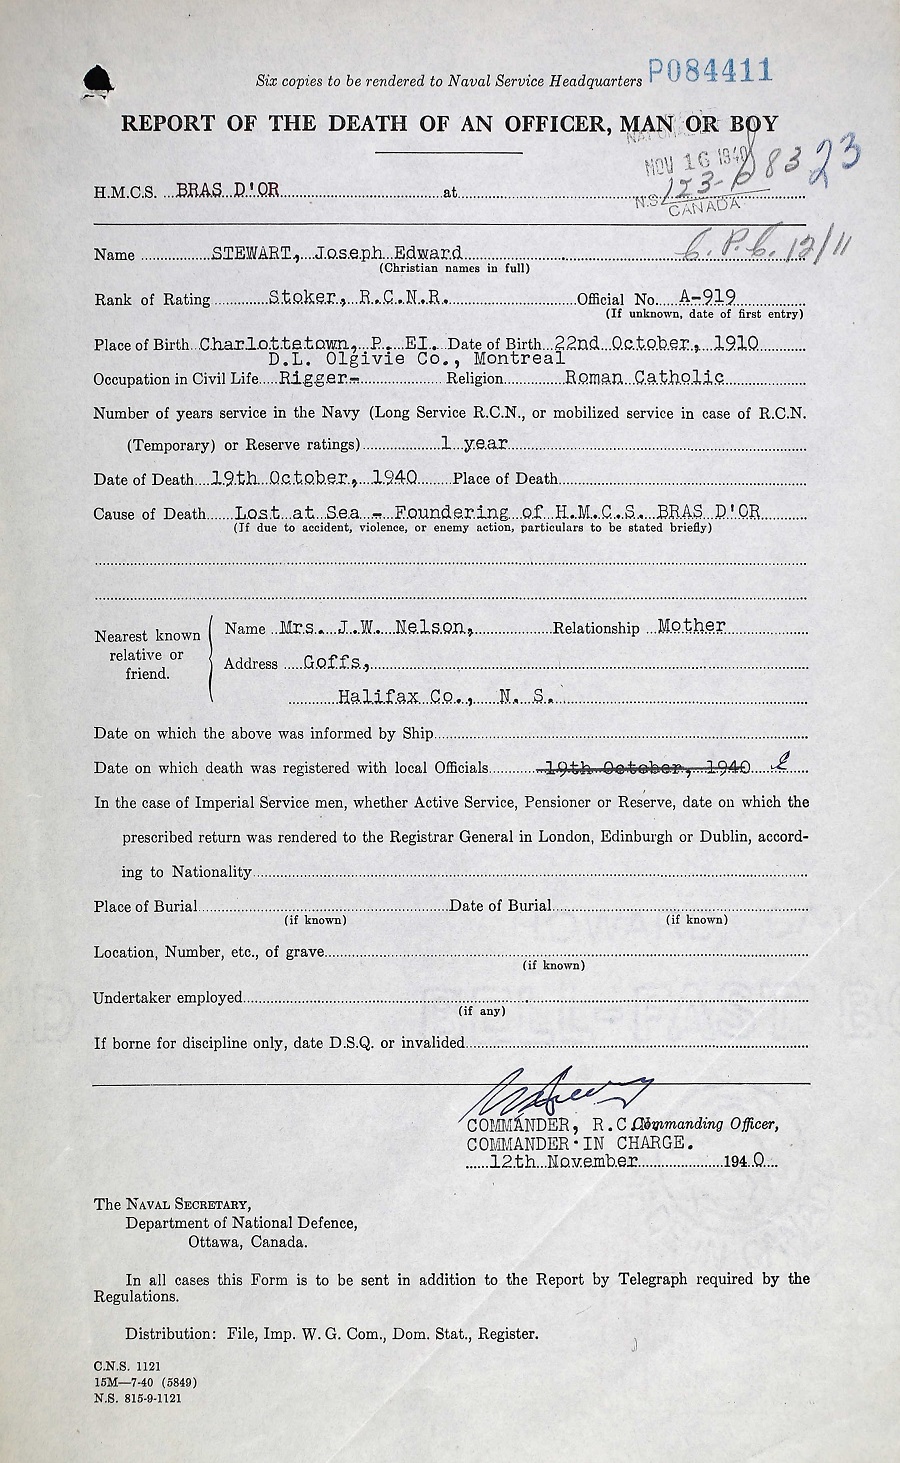 Six copies to be rendered to Naval Service Headquarters P084411
REPORT OF THE DEATH OF AN OFFICER, MAN OR BOY
NOV 16 1940
8323
H.M.C.S. BRAS D'OR at
N.S. 123-
CANADA
Name STEWART, Joseph Edward C.P.C. 12/11
(Christian names in full)
Rank of Rating Stoker, R.C.N.R. Official No. A-919
(If unknown, date of first entry)
Place of Birth Charlottetown, P. EI. Date of Birth 22nd October, 1910
D.L. Olgivie Co., Montreal
Occupation in Civil Life Rigger- Religion Roman Catholic
Number of years service in the Navy (Long Service R.C.N., or mobilized service in case of R.C.N.
(Temporary) or Reserve ratings) 1 year
Date of Death 19th October, 1940 Place of Death
Cause of Death Lost at Sea - Foundering of H.M.C.S. BRAS D'OR
(If due to accident, violence, or enemy action, particulars to be stated briefly)
Nearest known relative or friend.
Name Mrs. J.W. Nelson, Relationship Mother
Address Goffs,
Halifax Co., N. S.
Date on which the above was informed by Ship
Date on which death was registered with local Officials 19th October, 1940
In the case of Imperial Service men, whether Active Service, Pensioner or Reserve, date on which the
prescribed return was rendered to the Registrar General in London, Edinburgh or Dublin, accord-
ing to Nationality
Place of Burial Date of Burial
(if known) (if known)
Location, Number, etc., of grave
(if known)
Undertaker employed
(if any)
If borne for discipline only, date D.S.Q. or invalided
COMMANDER, R.C. Commanding Officer,
COMMANDER IN CHARGE.
12th November 1940
The NAVAL SECRETARY,
Department of National Defence,
Ottawa, Canada.
In all cases this Form is to be sent in addition to the Report by Telegraph required by the
Regulations.
Distribution: File, Imp. W. G. Com., Dom. Stat., Register.
C.N.S. 1121
15M—7-40 (5849)
N.S. 815-9-1121